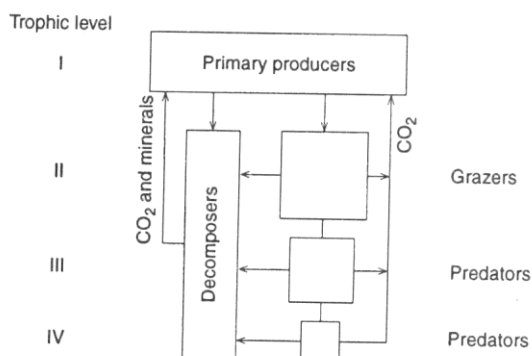 Trophic level
I
Primary producers
CO2 and minerals
CO2
II
Grazers
Decomposers
III
Predators
IV
Predators